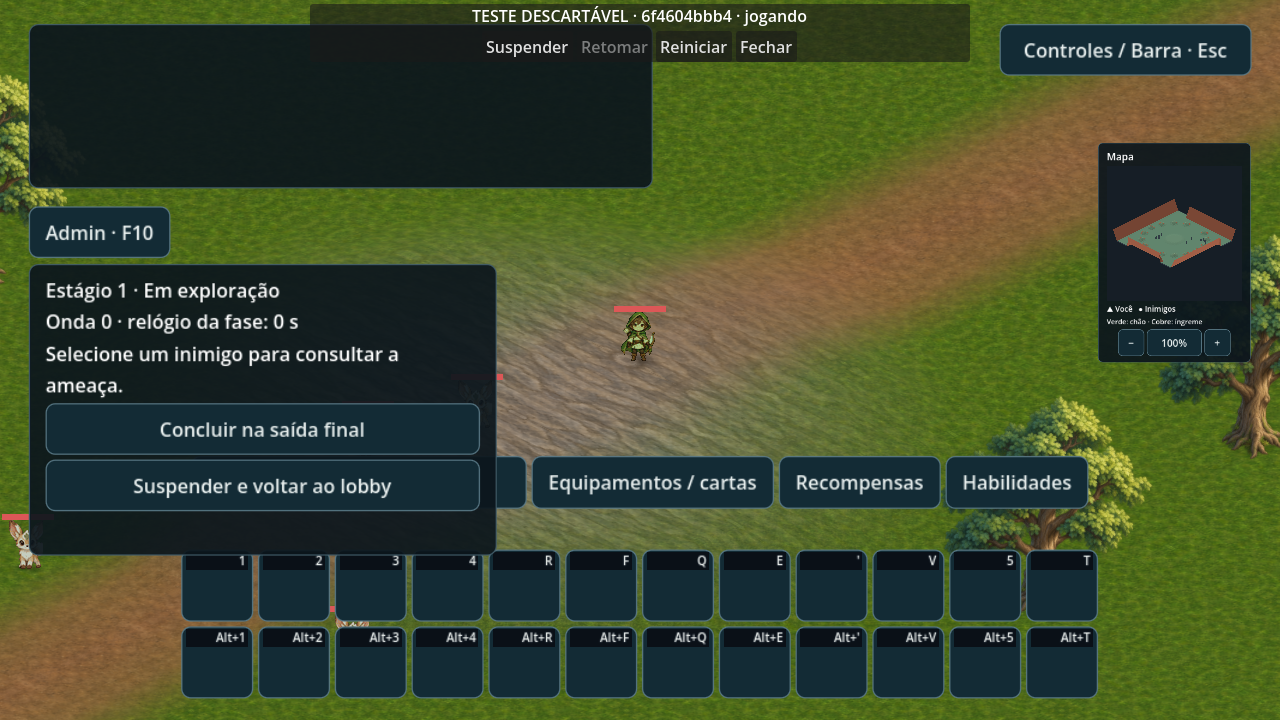 TESTE DESCARTÁVEL · 6f4604bbb4 · jogando
Suspender Retomar Reiniciar Fechar
Controles / Barra · Esc
Mapa
Admin · F10
Estágio 1 · Em exploração
Onda 0 · relógio da fase: 0 s
Selecione um inimigo para consultar a
ameaça.
▲ Você ● Inimigos
Verde: chão · Cobre: íngreme
− 100% +
Concluir na saída final
Suspender e voltar ao lobby
Equipamentos / cartas Recompensas Habilidades
1 2 3 4 R F Q E ' V 5 T
Alt+1 Alt+2 Alt+3 Alt+4 Alt+R Alt+F Alt+Q Alt+E Alt+' Alt+V Alt+5 Alt+T